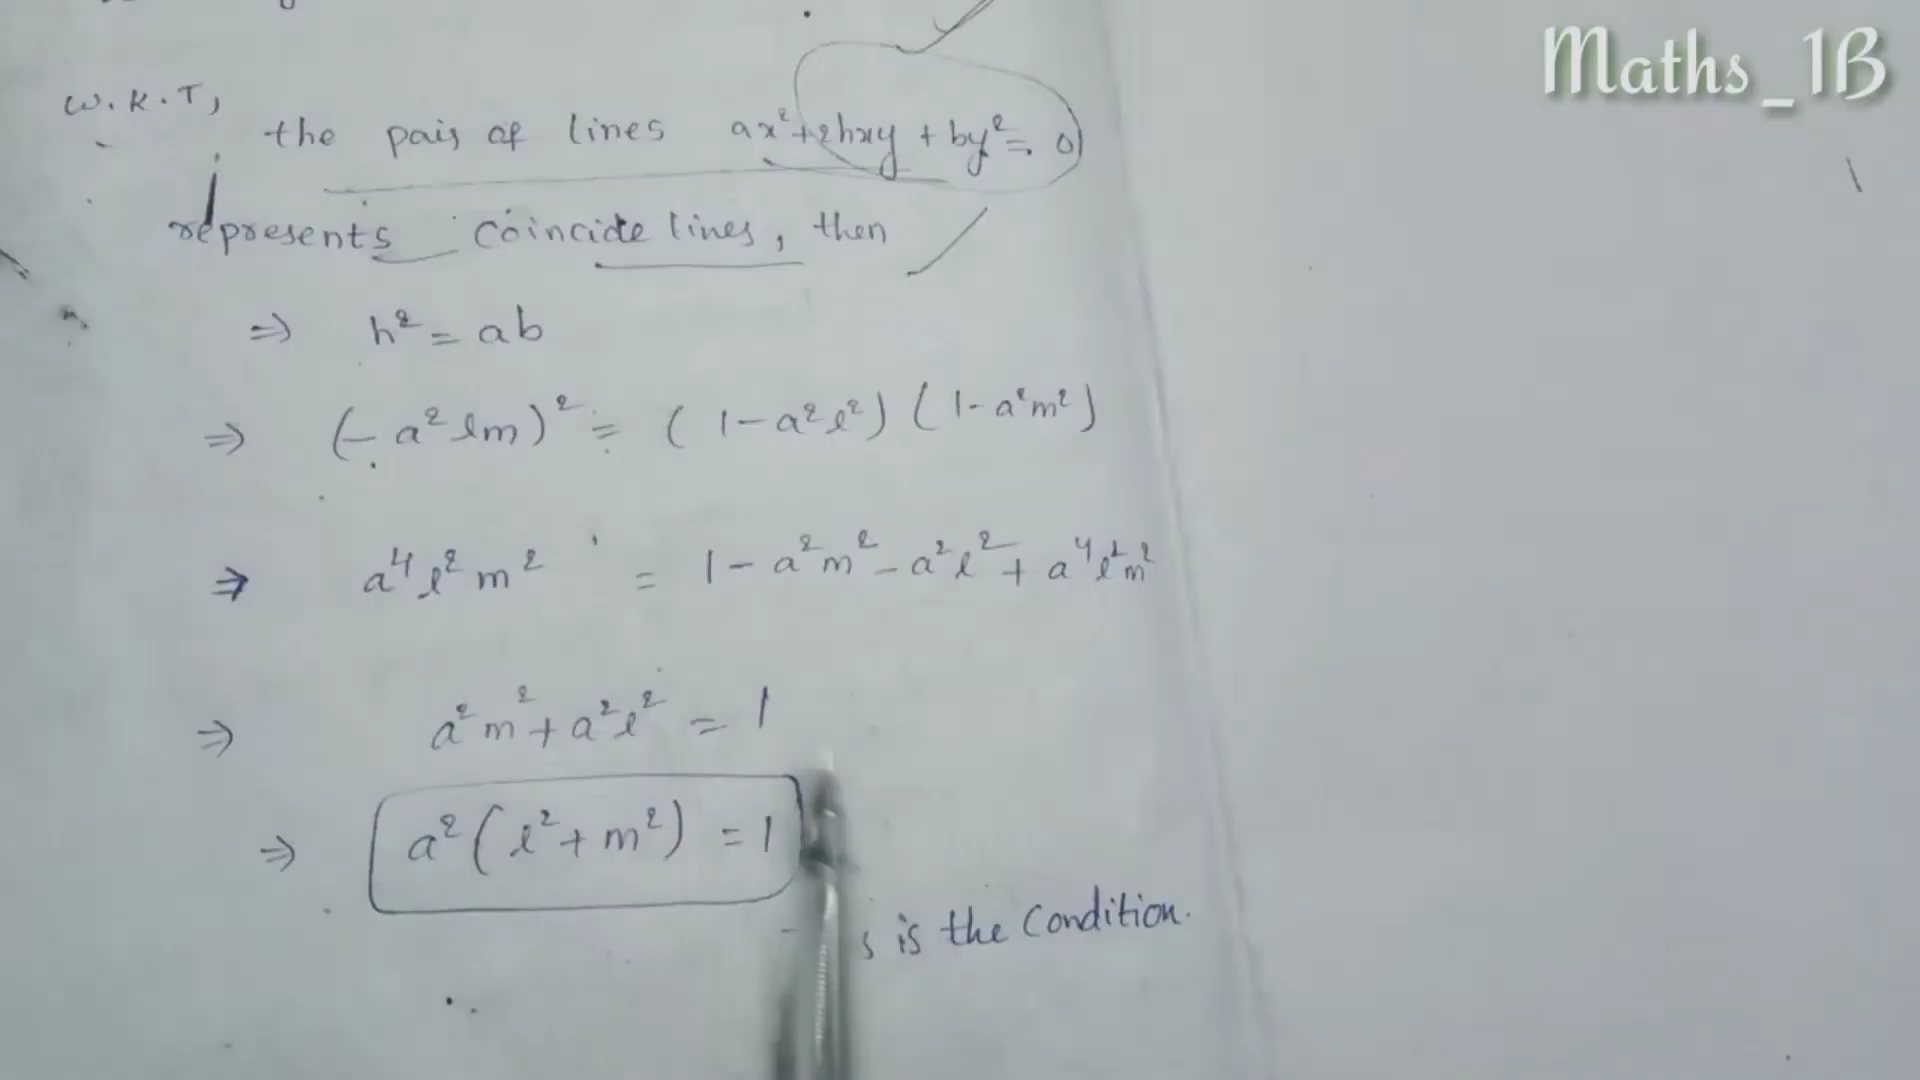 Maths_1B
W.K.T,
the pair of lines ax²+2hxy + by² = 0
represents coincide lines, then
⇒ h² = ab
⇒ (- a²lm)² = (1-a²l²) (1-a²m²)
⇒ a⁴l²m² = 1 - a²m² - a²l² + a⁴l²m²
⇒ a²m² + a²l² = 1
⇒ a²(l²+m²) = 1
is the Condition.